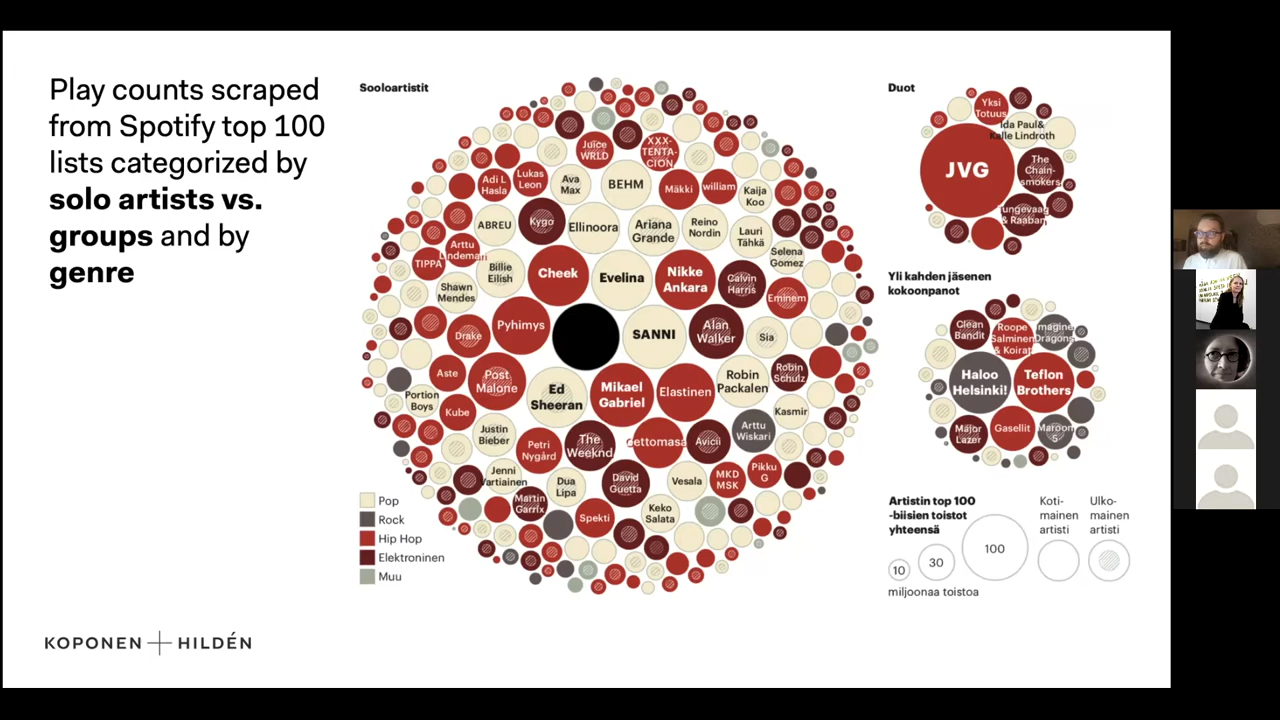 Play counts scraped
from Spotify top 100
lists categorized by
solo artists vs.
groups and by
genre
KOPONEN + HILDÉN
Sooloartistit
Juice
WRLD
XXX-
TENTA-
CION
Adi L
Hasla
Lukas
Leon
Ava
Max
BEHM
Mäkki
william
Kaija
Koo
ABREU
Kygo
Ellinoora
Ariana
Grande
Reino
Nordin
Lauri
Tähkä
Selena
Gomez
TIPPA
Arttu
Lindeman
Billie
Eilish
Cheek
Evelina
Nikke
Ankara
Calvin
Harris
Eminem
Shawn
Mendes
Drake
Pyhimys
SANNI
Alan
Walker
Sia
Aste
Post
Malone
Ed
Sheeran
Mikael
Gabriel
Elastinen
Robin
Packalen
Robin
Schulz
Portion
Boys
Kube
Kasmir
Justin
Bieber
Petri
Nygård
The
Weeknd
ettomasa
Avicii
Arttu
Wiskari
Jenni
Vartiainen
Dua
Lipa
David
Guetta
Vesala
MKD
MSK
Pikku
G
Martin
Garrix
Spekti
Keko
Salata
Pop
Rock
Hip Hop
Elektroninen
Muu
Duot
Yksi
Totuus
Ida Paul&
Kalle Lindroth
JVG
The
Chain-
smokers
Tungevaag
& Raaban
Yli kahden jäsenen
kokoonpanot
Clean
Bandit
Roope
Salminen
& Koirat
Imagine
Dragons
Haloo
Helsinki!
Teflon
Brothers
Major
Lazer
Gasellit
Maroon
5
Artistin top 100
-biisien toistot
yhteensä
10
30
100
miljoonaa toistoa
Koti-
mainen
artisti
Ulko-
mainen
artisti